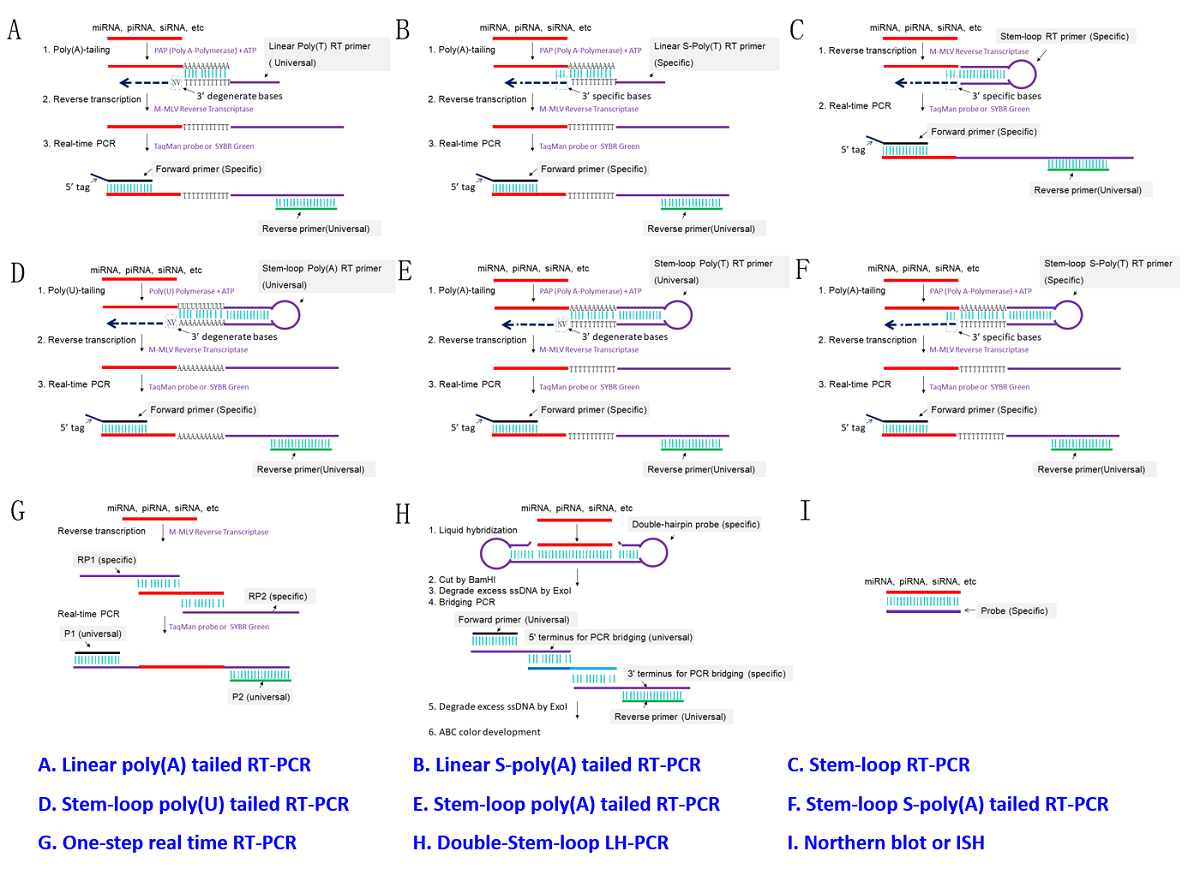 A
miRNA, piRNA, siRNA, etc
1. Poly(A)-tailing
PAP (Poly A-Polymerase) + ATP
Linear Poly(T) RT primer
( Universal)
AAAAAAAAAAA
NV
TTTTTTTTTTT
3’ degenerate bases
2. Reverse transcription
M-MLV Reverse Transcriptase
TTTTTTTTTTT
3. Real-time PCR
TaqMan probe or SYBR Green
Forward primer (Specific)
5’ tag
TTTTTTTTTTT
Reverse primer(Universal)
B
miRNA, piRNA, siRNA, etc
1. Poly(A)-tailing
PAP (Poly A-Polymerase) + ATP
Linear S-Poly(T) RT primer
(Specific)
AAAAAAAAAAA
TTTTTTTTTTT
3’ specific bases
2. Reverse transcription
M-MLV Reverse Transcriptase
TTTTTTTTTTT
3. Real-time PCR
TaqMan probe or SYBR Green
Forward primer (Specific)
5’ tag
TTTTTTTTTTT
Reverse primer(Universal)
C
miRNA, piRNA, siRNA, etc
Stem-loop RT primer (Specific)
1. Reverse transcription
M-MLV Reverse Transcriptase
3’ specific bases
2. Real-time PCR
TaqMan probe or SYBR Green
Forward primer (Specific)
5’ tag
Reverse primer(Universal)
D
miRNA, piRNA, siRNA, etc
Stem-loop Poly(A) RT primer
(Universal)
1. Poly(U)-tailing
Poly(U) Polymerase + ATP
UUUUUUUUUUU
NV
AAAAAAAAAAA
3’ degenerate bases
2. Reverse transcription
M-MLV Reverse Transcriptase
AAAAAAAAAAA
3. Real-time PCR
TaqMan probe or SYBR Green
Forward primer (Specific)
5’ tag
AAAAAAAAAAA
Reverse primer(Universal)
E
miRNA, piRNA, siRNA, etc
Stem-loop Poly(T) RT primer
(Universal)
1. Poly(A)-tailing
PAP (Poly A-Polymerase) + ATP
AAAAAAAAAAA
NV
TTTTTTTTTTT
3’ degenerate bases
2. Reverse transcription
M-MLV Reverse Transcriptase
TTTTTTTTTTT
3. Real-time PCR
TaqMan probe or SYBR Green
Forward primer (Specific)
5’ tag
TTTTTTTTTTT
Reverse primer(Universal)
F
miRNA, piRNA, siRNA, etc
Stem-loop S-Poly(T) RT primer
(Specific)
1. Poly(A)-tailing
PAP (Poly A-Polymerase) + ATP
AAAAAAAAAAA
TTTTTTTTTTT
3’ specific bases
2. Reverse transcription
M-MLV Reverse Transcriptase
TTTTTTTTTTT
3. Real-time PCR
TaqMan probe or SYBR Green
Forward primer (Specific)
5’ tag
TTTTTTTTTTT
Reverse primer(Universal)
G
miRNA, piRNA, siRNA, etc
Reverse transcription
M-MLV Reverse Transcriptase
RP1 (specific)
RP2 (specific)
Real-time PCR
TaqMan probe or SYBR Green
P1 (universal)
P2 (universal)
H
miRNA, piRNA, siRNA, etc
1. Liquid hybridization
Double-hairpin probe (specific)
2. Cut by BamHI
3. Degrade excess ssDNA by ExoI
4. Bridging PCR
Forward primer (Universal)
5' terminus for PCR bridging (universal)
3' terminus for PCR bridging (specific)
5. Degrade excess ssDNA by ExoI
Reverse primer (Universal)
6. ABC color development
I
miRNA, piRNA, siRNA, etc
Probe (Specific)
A. Linear poly(A) tailed RT-PCR
B. Linear S-poly(A) tailed RT-PCR
C. Stem-loop RT-PCR
D. Stem-loop poly(U) tailed RT-PCR
E. Stem-loop poly(A) tailed RT-PCR
F. Stem-loop S-poly(A) tailed RT-PCR
G. One-step real time RT-PCR
H. Double-Stem-loop LH-PCR
I. Northern blot or ISH